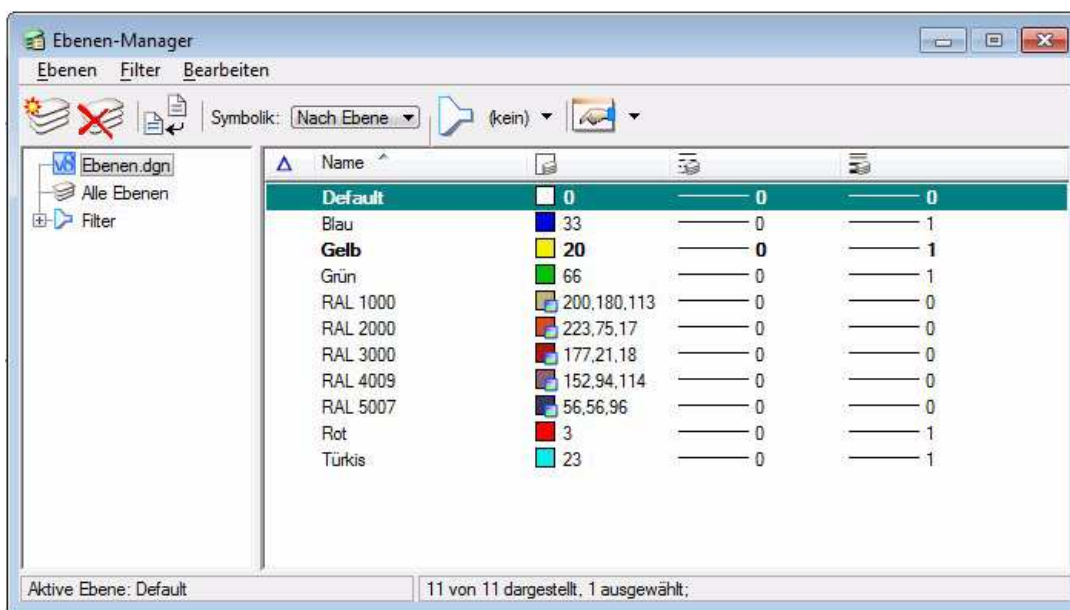 Ebenen-Manager
Ebenen Filter Bearbeiten
Symbolik: Nach Ebene (kein)
v8 Ebenen.dgn
Alle Ebenen
Filter
Name
Default 0 0 0
Blau 33 0 1
Gelb 20 0 1
Grün 66 0 1
RAL 1000 200,180,113 0 0
RAL 2000 223,75,17 0 0
RAL 3000 177,21,18 0 0
RAL 4009 152,94,114 0 0
RAL 5007 56,56,96 0 0
Rot 3 0 1
Türkis 23 0 1
Aktive Ebene: Default
11 von 11 dargestellt, 1 ausgewählt;